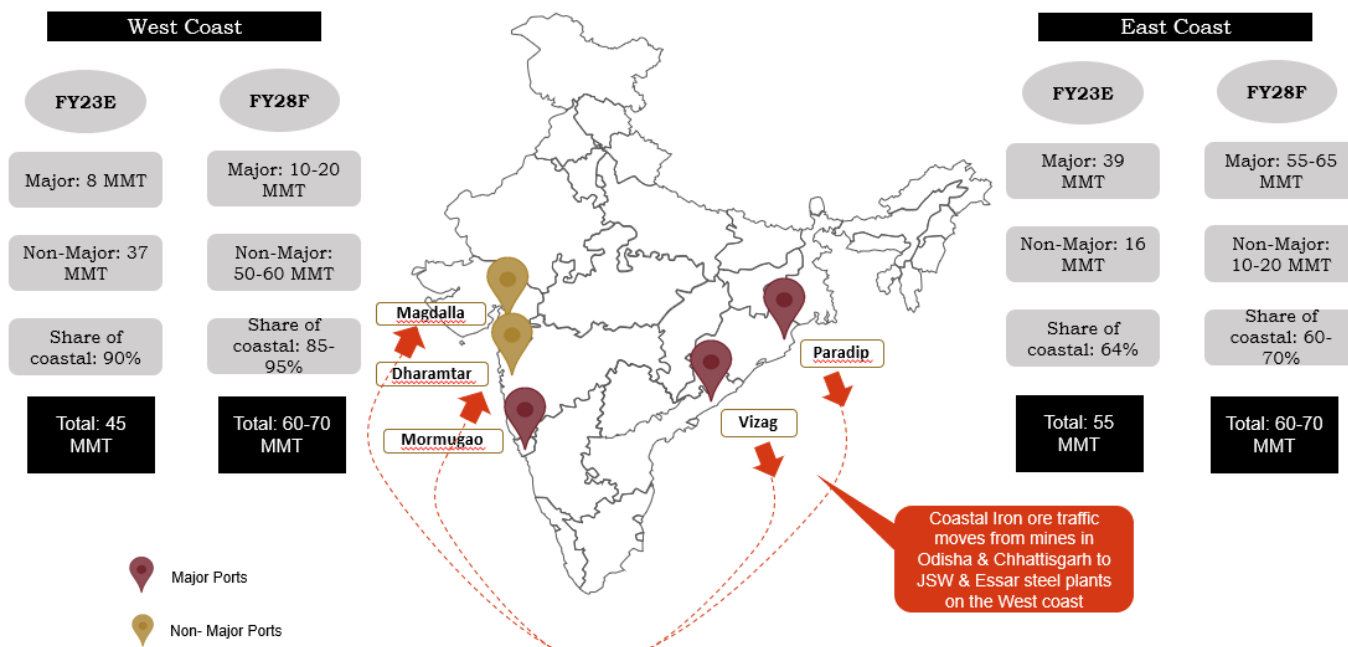 West Coast
FY23E
FY28F
Major: 8 MMT
Major: 10-20
MMT
Non-Major: 37
MMT
Non-Major:
50-60 MMT
Share of
coastal: 90%
Share of
coastal: 85-
95%
Total: 45
MMT
Total: 60-70
MMT
Magdalla
Dharamtar
Mormugao
Paradip
Vizag
East Coast
FY23E
FY28F
Major: 39
MMT
Major: 55-65
MMT
Non-Major: 16
MMT
Non-Major:
10-20 MMT
Share of
coastal: 64%
Share of
coastal: 60-
70%
Total: 55
MMT
Total: 60-70
MMT
Coastal Iron ore traffic
moves from mines in
Odisha & Chhattisgarh to
JSW & Essar steel plants
on the West coast
Major Ports
Non- Major Ports